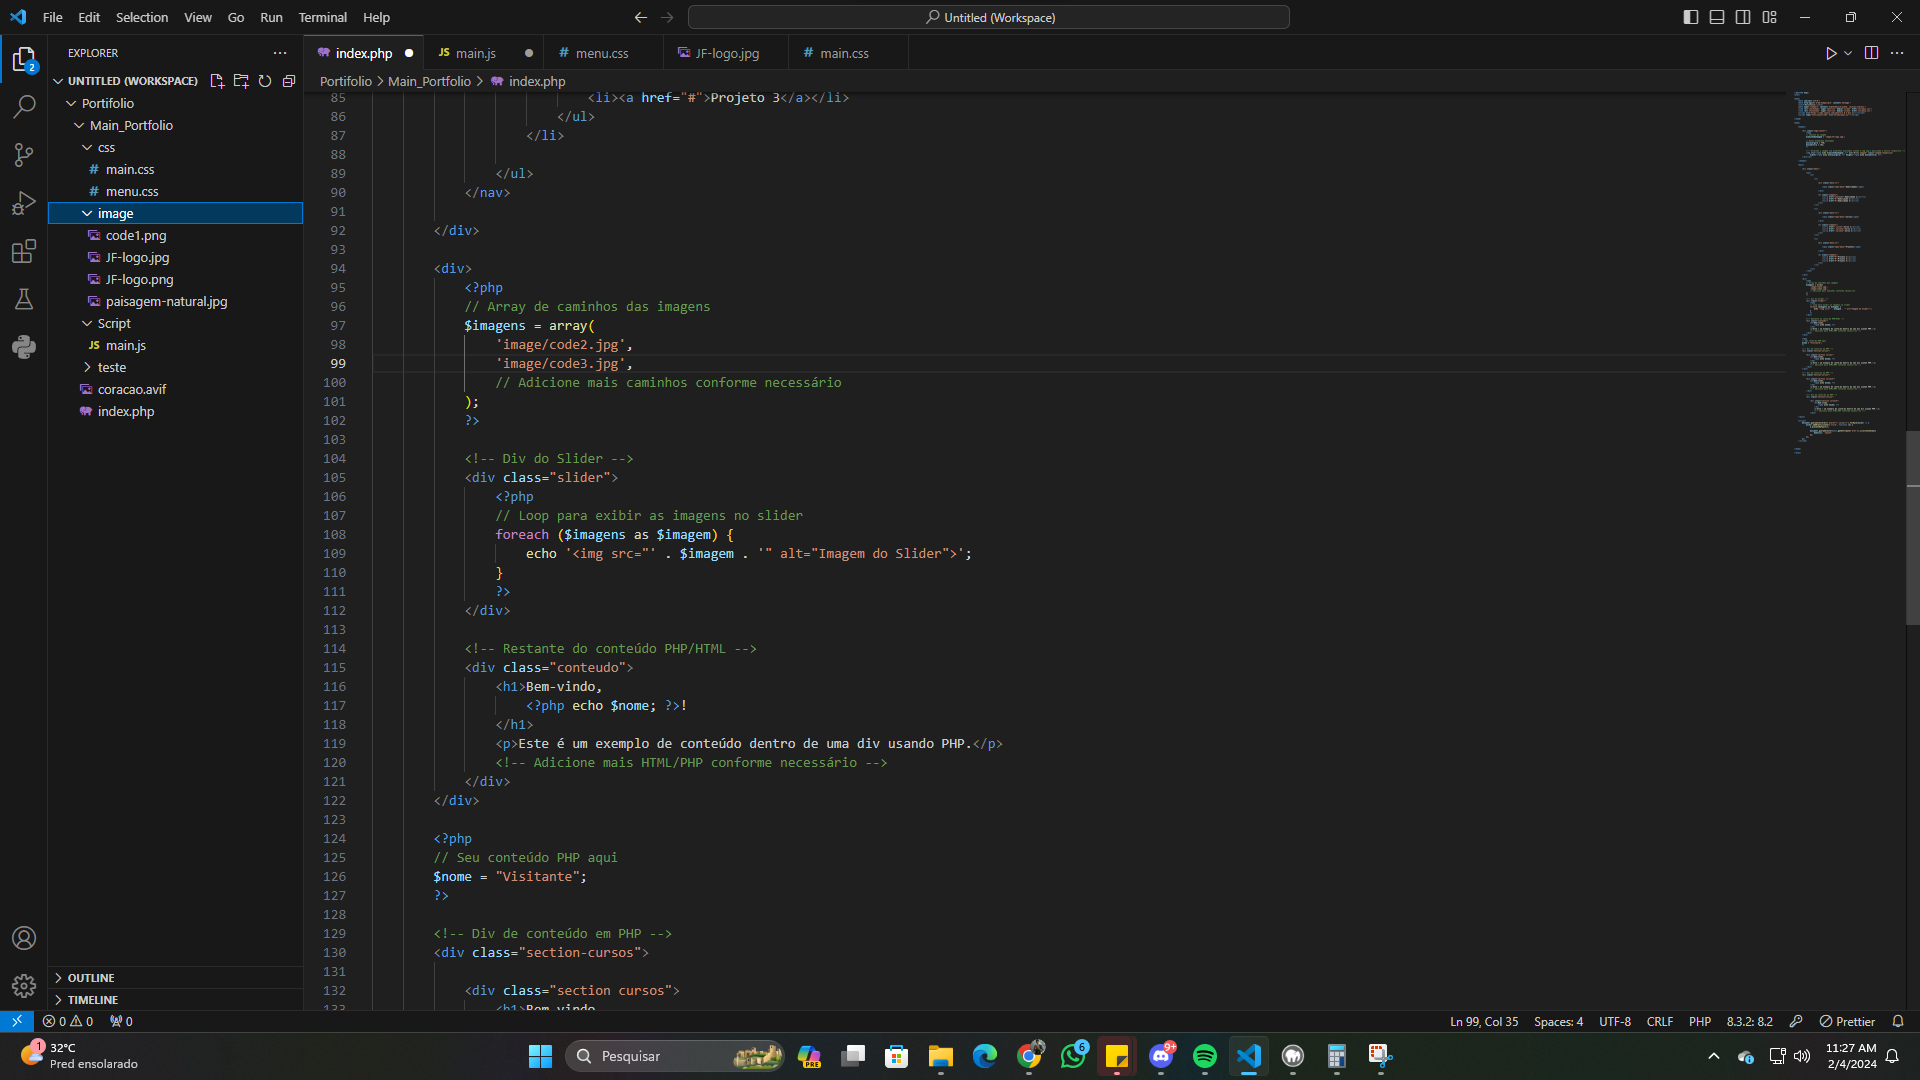 File Edit Selection View Go Run Terminal Help
Untitled (Workspace)
EXPLORER
2
UNTITLED (WORKSPACE)
Portifolio
Main_Portfolio
css
# main.css
# menu.css
image
code1.png
JF-logo.jpg
JF-logo.png
paisagem-natural.jpg
Script
JS main.js
teste
coracao.avif
index.php
OUTLINE
TIMELINE
index.php
JS main.js
# menu.css
JF-logo.jpg
# main.css
Portifolio > Main_Portfolio > index.php
85 <li><a href="#">Projeto 3</a></li>
86 </ul>
87 </li>
88
89 </ul>
90 </nav>
91
92 </div>
93
94 <div>
95 <?php
96 // Array de caminhos das imagens
97 $imagens = array(
98 'image/code2.jpg',
99 'image/code3.jpg',
100 // Adicione mais caminhos conforme necessário
101 );
102 ?>
103
104 <!-- Div do Slider -->
105 <div class="slider">
106 <?php
107 // Loop para exibir as imagens no slider
108 foreach ($imagens as $imagem) {
109 echo '<img src="' . $imagem . '" alt="Imagem do Slider">';
110 }
111 ?>
112 </div>
113
114 <!-- Restante do conteúdo PHP/HTML -->
115 <div class="conteudo">
116 <h1>Bem-vindo,
117 <?php echo $nome; ?>!
118 </h1>
119 <p>Este é um exemplo de conteúdo dentro de uma div usando PHP.</p>
120 <!-- Adicione mais HTML/PHP conforme necessário -->
121 </div>
122 </div>
123
124 <?php
125 // Seu conteúdo PHP aqui
126 $nome = "Visitante";
127 ?>
128
129 <!-- Div de conteúdo em PHP -->
130 <div class="section-cursos">
131
132 <div class="section cursos">
133 <h1>Bem-vindo
0 0 0
Ln 99, Col 35 Spaces: 4 UTF-8 CRLF PHP 8.3.2: 8.2 Prettier
1
32°C
Pred ensolarado
Pesquisar
PRE
6
9+
11:27 AM
2/4/2024